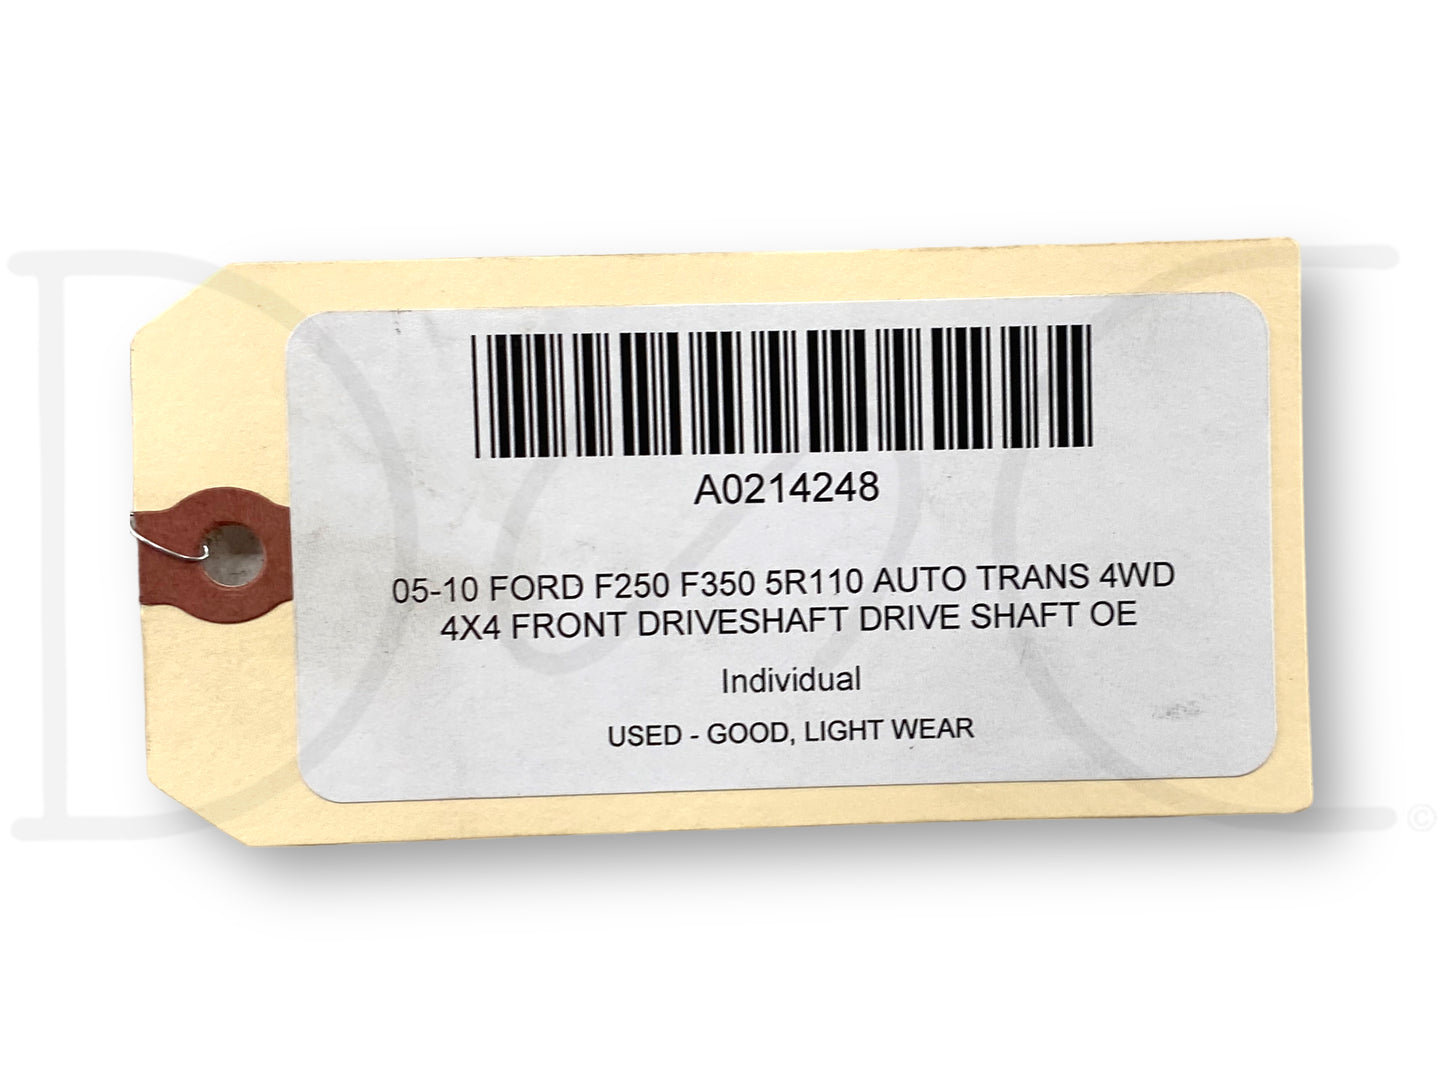 A0214248
05-10 FORD F250 F350 5R110 AUTO TRANS 4WD
4X4 FRONT DRIVESHAFT DRIVE SHAFT OE
Individual
USED - GOOD, LIGHT WEAR
©